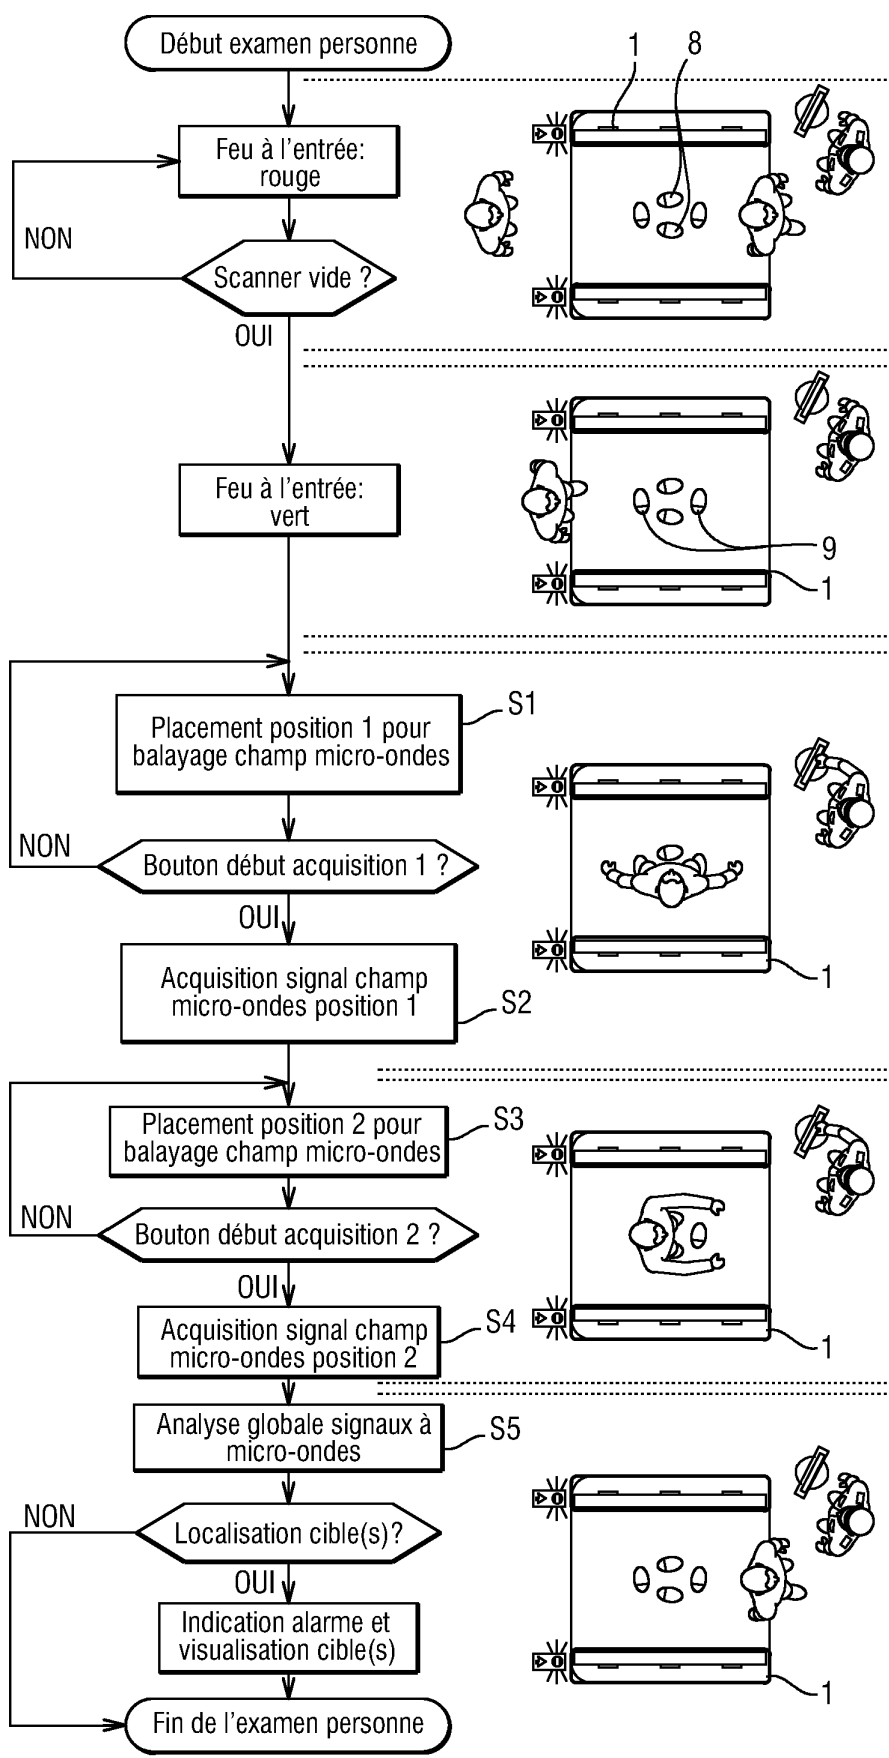 Début examen personne
1
8
Feu à l'entrée:
rouge
NON
Scanner vide ?
OUI
Feu à l'entrée:
vert
9
1
S1
Placement position 1 pour
balayage champ micro-ondes
NON
Bouton début acquisition 1 ?
OUI
Acquisition signal champ
micro-ondes position 1
S2
1
Placement position 2 pour
balayage champ micro-ondes
S3
NON
Bouton début acquisition 2 ?
OUI
Acquisition signal champ
micro-ondes position 2
S4
1
Analyse globale signaux à
micro-ondes
S5
NON
Localisation cible(s)?
OUI
Indication alarme et
visualisation cible(s)
1
Fin de l'examen personne